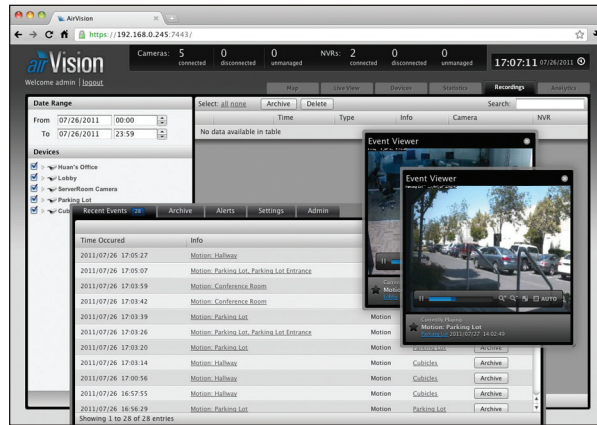 AirVision
https://192.168.0.245:7443/
airVision
Cameras: 5 connected 0 disconnected 0 unmanaged NVRs: 2 connected 0 disconnected 0 unmanaged 17:07:11 07/26/2011
Welcome admin | logout
Map Live View Devices Statistics Recordings Analytics
Date Range
From 07/26/2011 00:00
To 07/26/2011 23:59
Devices
Huan's Office
Lobby
ServerRoom Camera
Parking Lot
Select: all none Archive Delete Search:
Time Type Info Camera NVR
No data available in table
Event Viewer
Event Viewer
AUTO
Currently Playing
Motion: Parking Lot
Parking Lot 2011/07/27 14:02:49
Recent Events 28 Archive Alerts Settings Admin
Time Occured Info
2011/07/26 17:05:27 Motion: Hallway
2011/07/26 17:05:07 Motion: Parking Lot, Parking Lot Entrance
2011/07/26 17:03:59 Motion: Conference Room
2011/07/26 17:03:42 Motion: Conference Room
2011/07/26 17:03:39 Motion: Parking Lot Motion
2011/07/26 17:03:26 Motion: Parking Lot, Parking Lot Entrance Motion
2011/07/26 17:03:20 Motion: Parking Lot Motion Parking Lot Archive
2011/07/26 17:03:14 Motion: Hallway Motion Cubicles Archive
2011/07/26 17:00:56 Motion: Hallway Motion Cubicles Archive
2011/07/26 16:57:55 Motion: Hallway Motion Cubicles Archive
2011/07/26 16:56:29 Motion: Parking Lot Motion Parking Lot Archive
Showing 1 to 28 of 28 entries